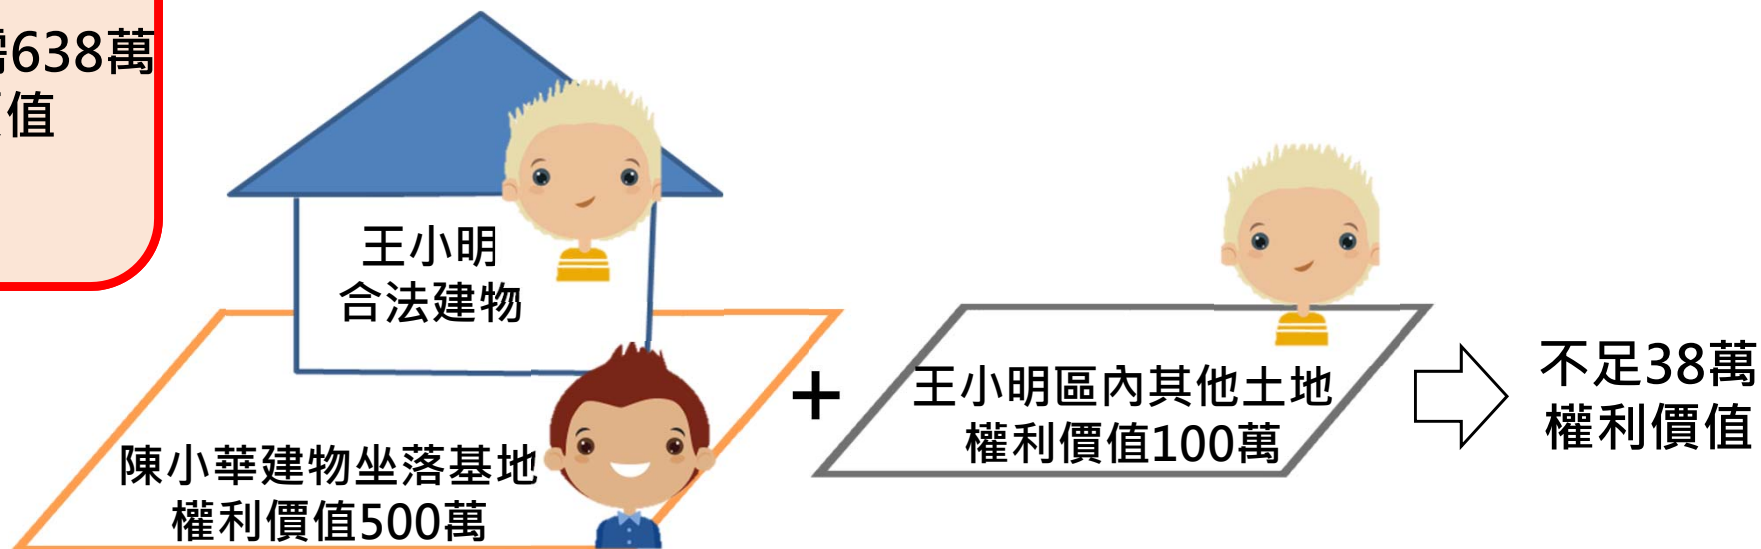 需638萬
價值
王小明
合法建物
陳小華建物坐落基地
權利價值500萬
+
王小明區內其他土地
權利價值100萬
不足38萬
權利價值